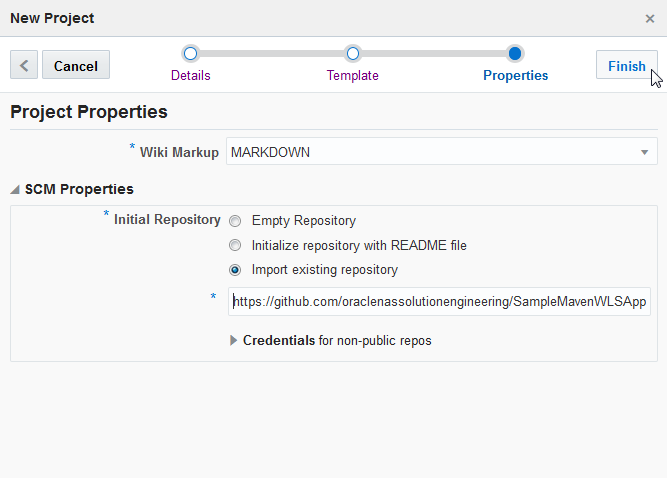 New Project
Cancel
Details
Template
Properties
Finish
Project Properties
* Wiki Markup MARKDOWN
SCM Properties
* Initial Repository Empty Repository
Initialize repository with README file
Import existing repository
* https://github.com/oraclenassolutionengineering/SampleMavenWLSApp
Credentials for non-public repos